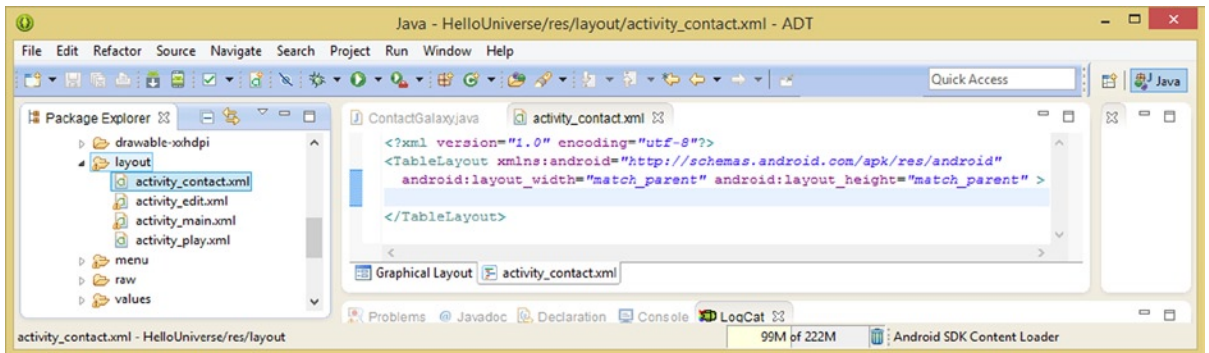 Java - HelloUniverse/res/layout/activity_contact.xml - ADT
File Edit Refactor Source Navigate Search Project Run Window Help
Quick Access
Java
Package Explorer
ContactGalaxy.java
activity_contact.xml
drawable-xxhdpi
layout
activity_contact.xml
activity_edit.xml
activity_main.xml
activity_play.xml
menu
raw
values
<?xml version="1.0" encoding="utf-8"?>
<TableLayout xmlns:android="http://schemas.android.com/apk/res/android"
android:layout_width="match_parent" android:layout_height="match_parent" >
</TableLayout>
Graphical Layout
activity_contact.xml
Problems @ Javadoc Declaration Console LogCat
activity_contact.xml - HelloUniverse/res/layout
99M of 222M
Android SDK Content Loader